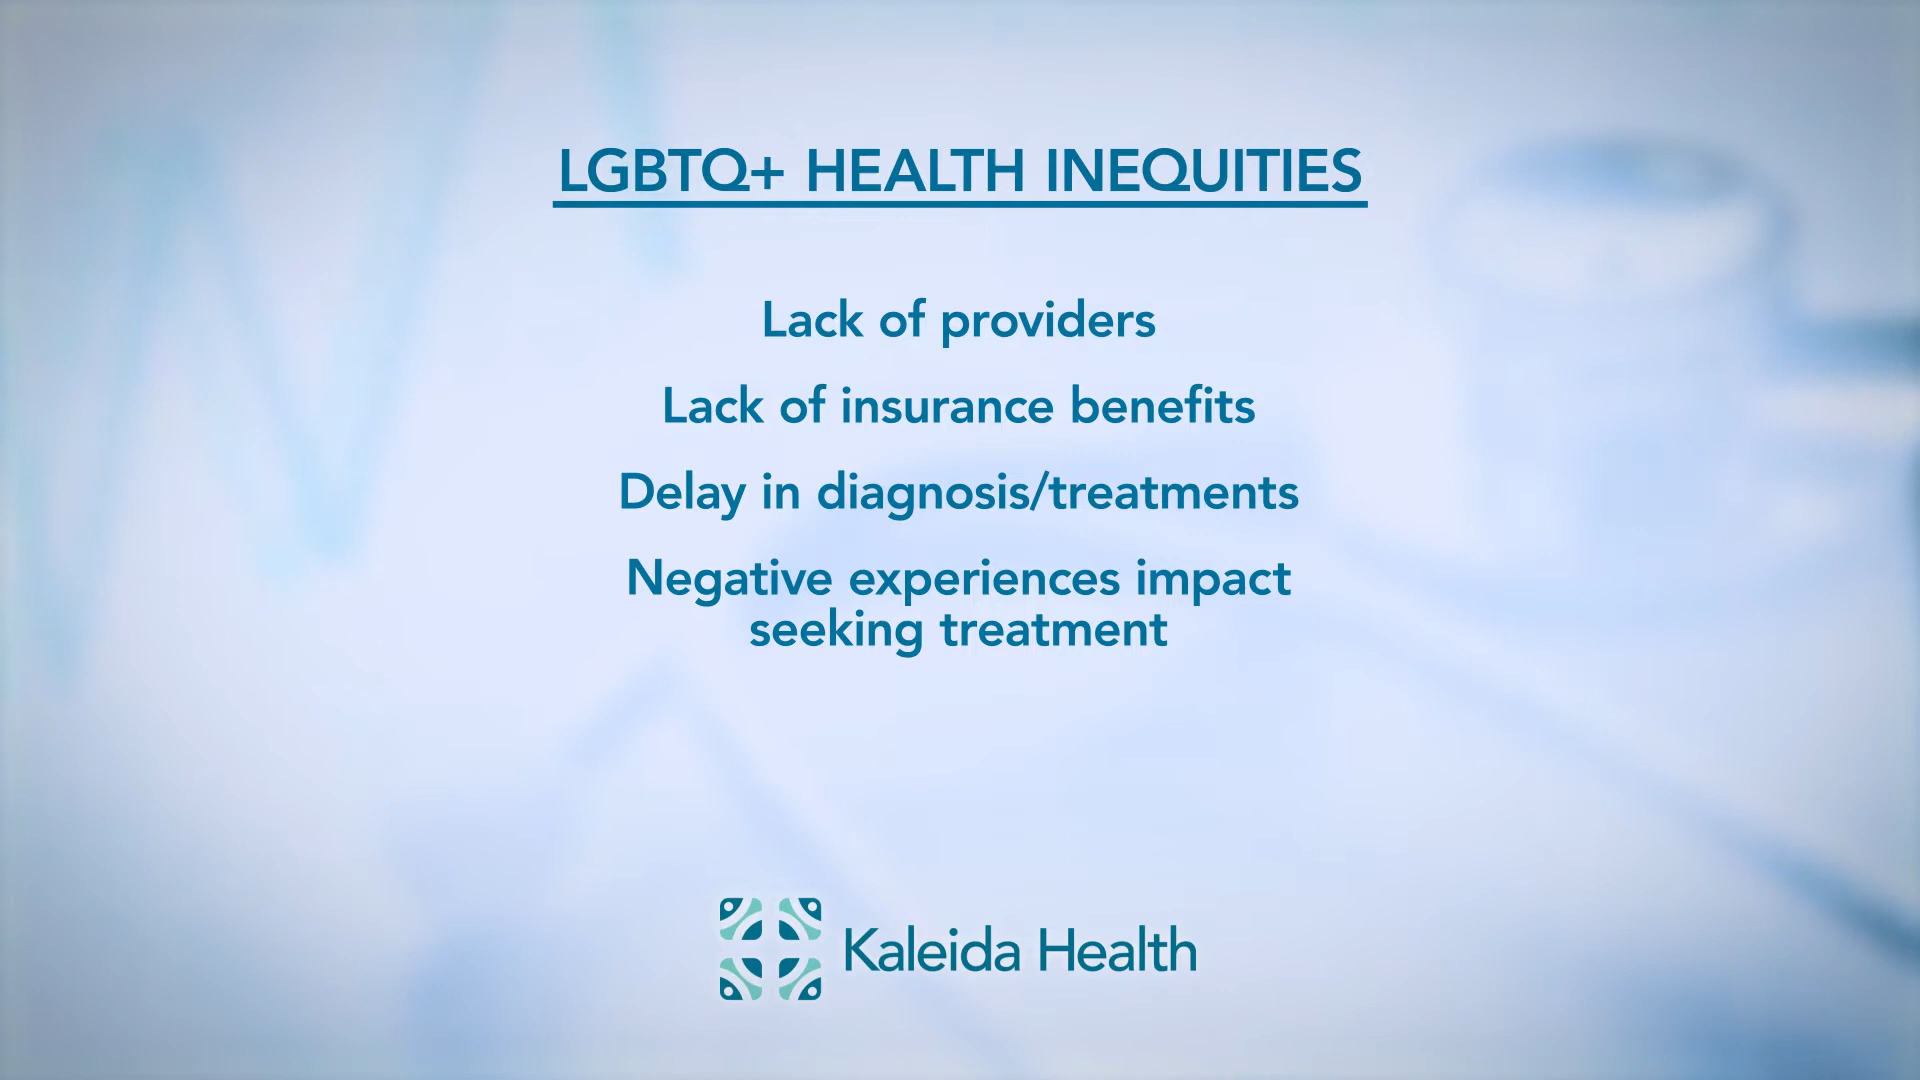 LGBTQ+ HEALTH INEQUITIES
Lack of providers
Lack of insurance benefits
Delay in diagnosis/treatments
Negative experiences impact
seeking treatment
Kaleida Health